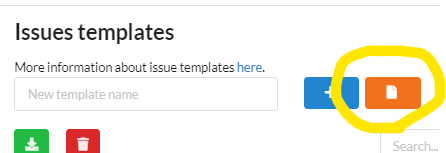 Issues templates
More information about issue templates here.
New template name
Search...